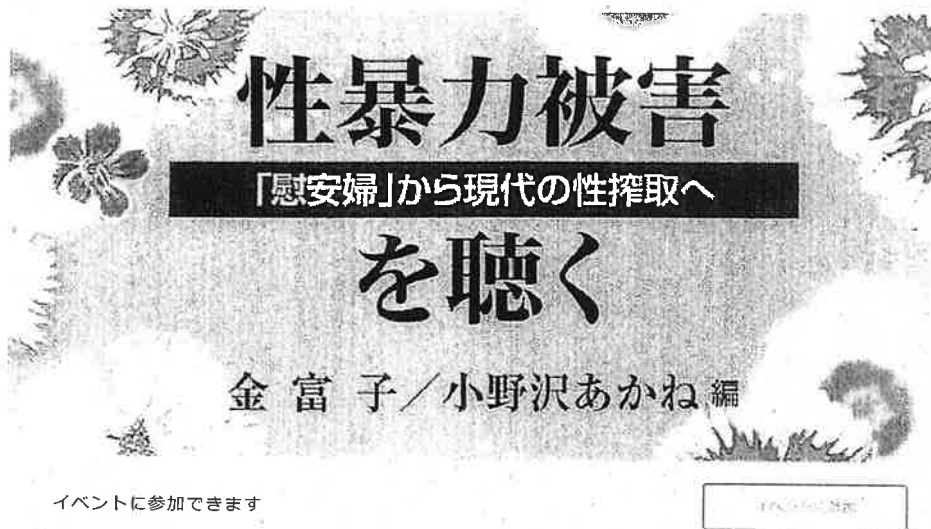 性暴力被害
「慰安婦」から現代の性搾取へ
を聴く
金富子／小野沢あかね 編
イベントに参加できます